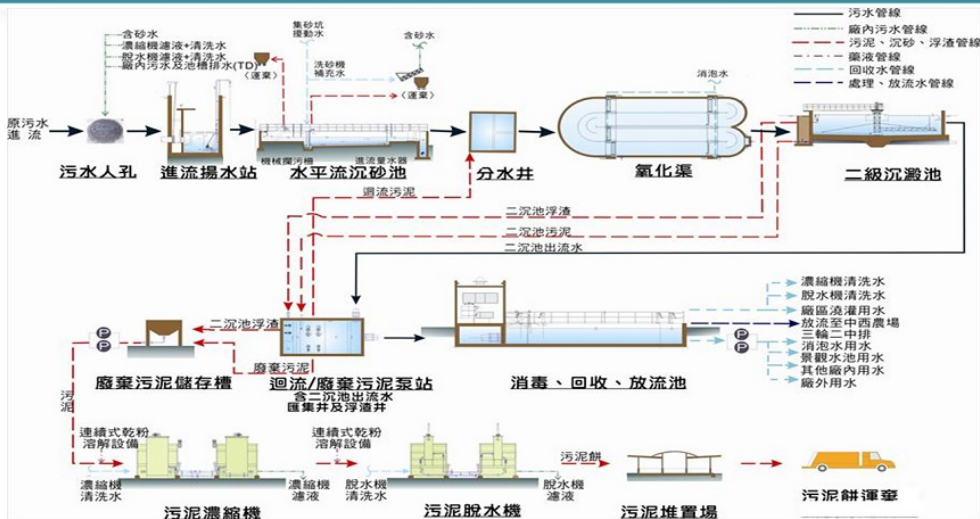 污水管線
廠內污水管線
污泥、沉砂、浮渣管線
藥液管線
回收水管線
處理、放流水管線
含砂水
濃縮機濾液+清洗水
脫水機濾液+清洗水
廠內污水及池槽排水(TD)
集砂坑
擾動水
洗砂機
補充水
含砂水
〈運棄〉
〈運棄〉
消泡水
原污水
進流
機械攔污柵
進流量水器
污水人孔
進流揚水站
水平流沉砂池
分水井
氧化渠
二級沉澱池
迴流污泥
二沉池浮渣
二沉池污泥
二沉池出流水
二沉池浮渣
廢棄污泥
P
P
廢棄污泥儲存槽
迴流/廢棄污泥泵站
含二沉池出流水
匯集井及浮渣井
消毒、回收、放流池
濃縮機清洗水
脫水機清洗水
廠區澆灌用水
放流至中西農場
三輪二中排
P
P
消泡水用水
景觀水池用水
其他廠內用水
廠外用水
污泥
連續式乾粉
溶解設備
濃縮機
清洗水
濃縮機
濾液
污泥濃縮機
連續式乾粉
溶解設備
脫水機
清洗水
脫水機
濾液
污泥脫水機
污泥餅
污泥堆置場
污泥餅運棄